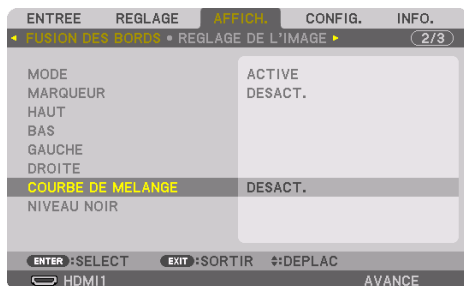 ENTREE REGLAGE AFFICH. CONFIG. INFO.
FUSION DES BORDS • REGLAGE DE L'IMAGE 2/3
MODE ACTIVE
MARQUEUR DESACT.
HAUT
BAS
GAUCHE
DROITE
COURBE DE MELANGE DESACT.
NIVEAU NOIR
ENTER :SELECT EXIT :SORTIR :DEPLAC
HDMI1 AVANCE